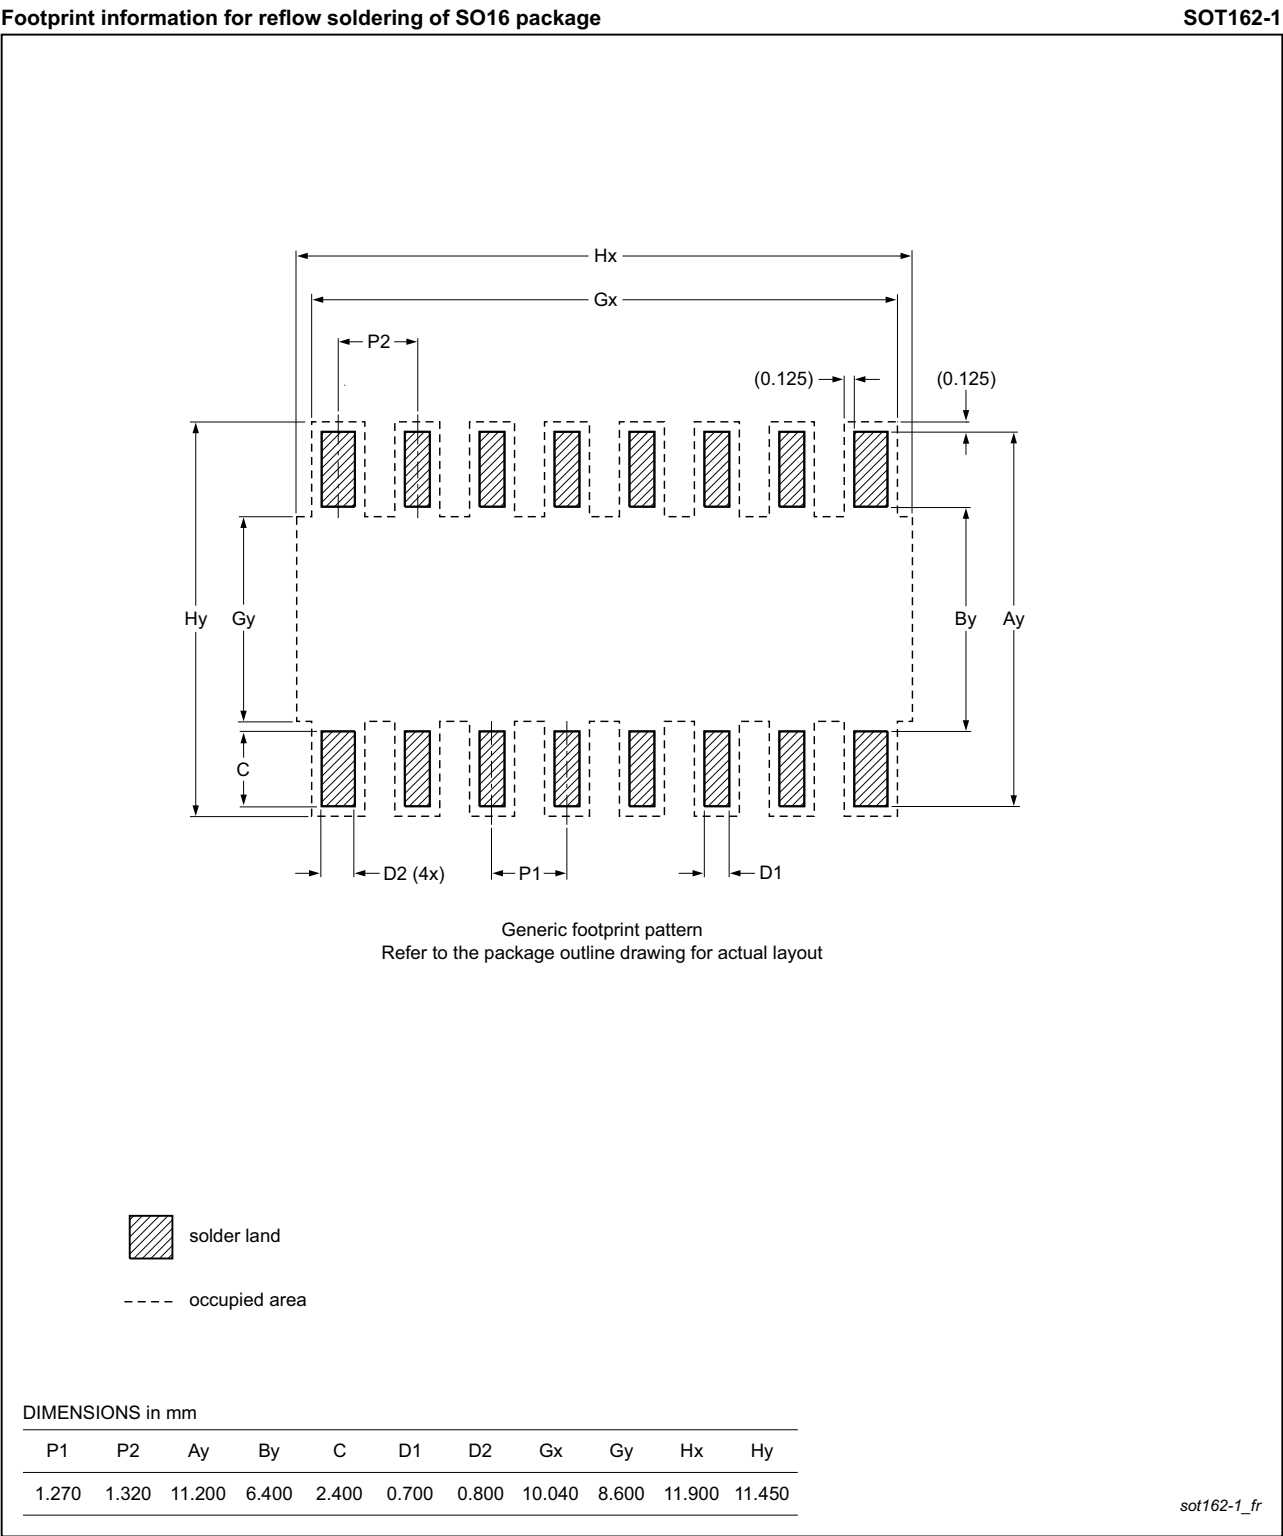 Footprint information for reflow soldering of SO16 package SOT162-1
Hx
Gx
P2
(0.125) (0.125)
Hy Gy By Ay
C
D2 (4x) P1 D1
Generic footprint pattern
Refer to the package outline drawing for actual layout
solder land
occupied area
DIMENSIONS in mm
P1 P2 Ay By C D1 D2 Gx Gy Hx Hy
1.270 1.320 11.200 6.400 2.400 0.700 0.800 10.040 8.600 11.900 11.450
sot162-1_fr